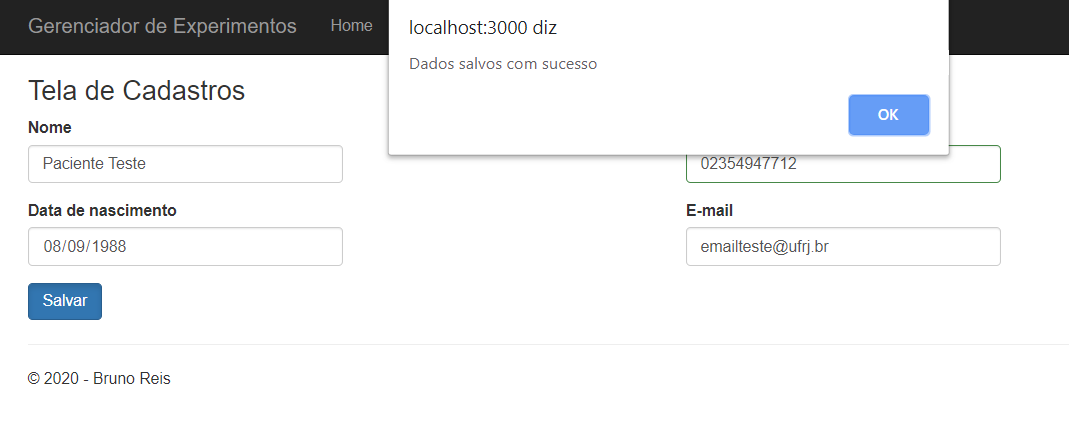 Gerenciador de Experimentos Home
localhost:3000 diz
Dados salvos com sucesso
OK
Tela de Cadastros
Nome
Paciente Teste 02354947712
Data de nascimento E-mail
08/09/1988 emailteste@ufrj.br
Salvar
© 2020 - Bruno Reis